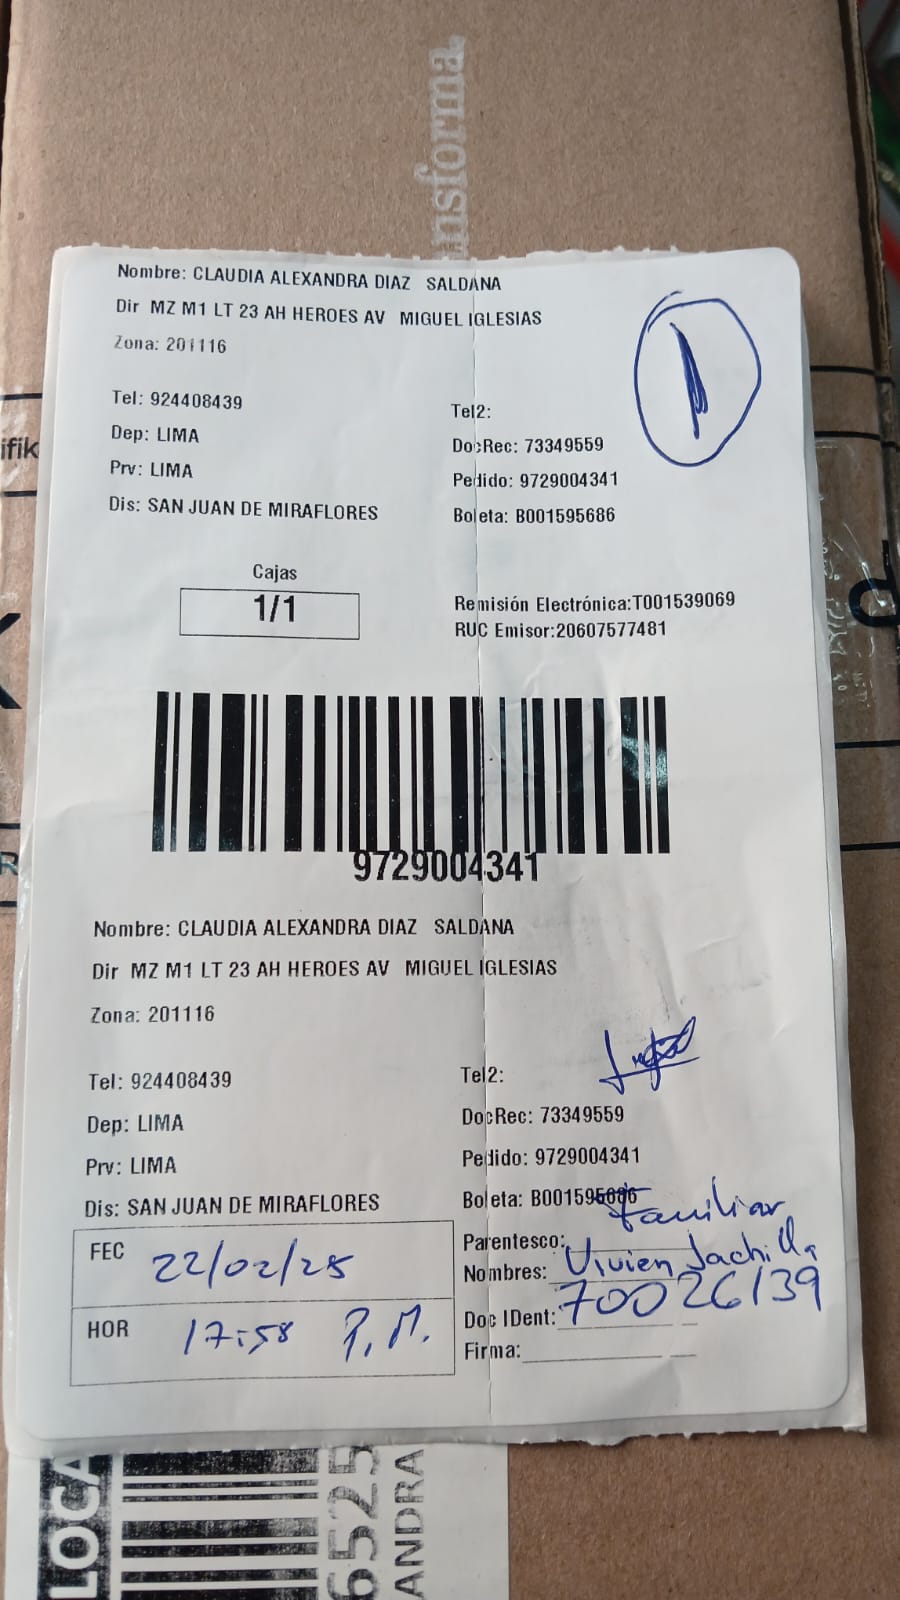 nsforma
Nombre: CLAUDIA ALEXANDRA DIAZ SALDANA
Dir MZ M1 LT 23 AH HEROES AV MIGUEL IGLESIAS
Zona: 201116
Tel: 924408439
Tel2:
Dep: LIMA
DocRec: 73349559
Prv: LIMA
Pedido: 9729004341
Dis: SAN JUAN DE MIRAFLORES
Boleta: B001595686
ifik
Cajas
1/1
Remisión Electrónica:T001539069
RUC Emisor:20607577481
9729004341
Nombre: CLAUDIA ALEXANDRA DIAZ SALDANA
Dir MZ M1 LT 23 AH HEROES AV MIGUEL IGLESIAS
Zona: 201116
Tel: 924408439
Tel2:
Dep: LIMA
DocRec: 73349559
Prv: LIMA
Pedido: 9729004341
Dis: SAN JUAN DE MIRAFLORES
Boleta: B001595686
FEC 22/02/25
HOR 17:58 P.M.
Parentesco: Familiar
Nombres: Vivien Jachilla
Doc IDent: 70026139
Firma:
LOCA
6525
ANDRA